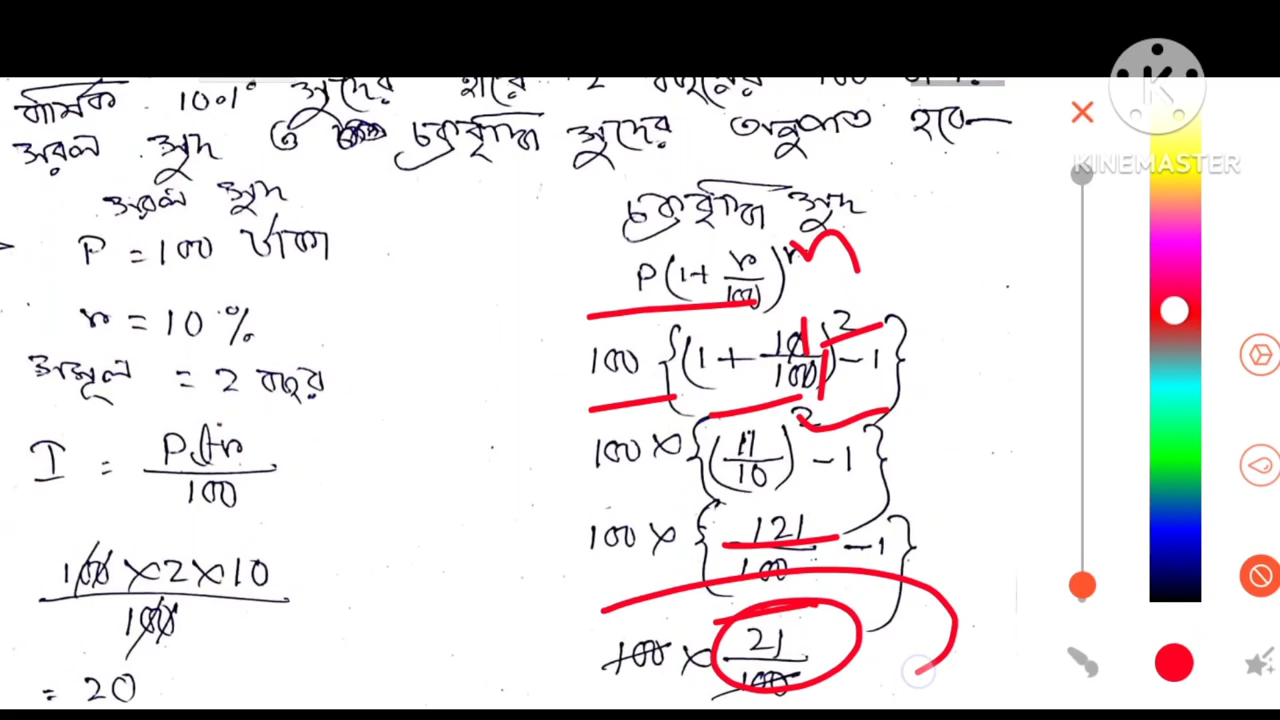 বার্ষিক 10% সুদের হারে 2 বছরের 100 টাকার
সরল সুদ ও চক্রবৃদ্ধি সুদের অনুপাত হবে—
সরল সুদ
P = 100 টাকা
r = 10 %
= 2 বছর
I = Ptr/100
100 × 2 × 10 / 100
= 20
চক্রবৃদ্ধি সুদ
P(1 + r/100)^n
100 {(1 + 10/100)^2 - 1}
100 × {(11/10)^2 - 1}
100 × {121/100 - 1}
100 × 21/100
K
KINEMASTER